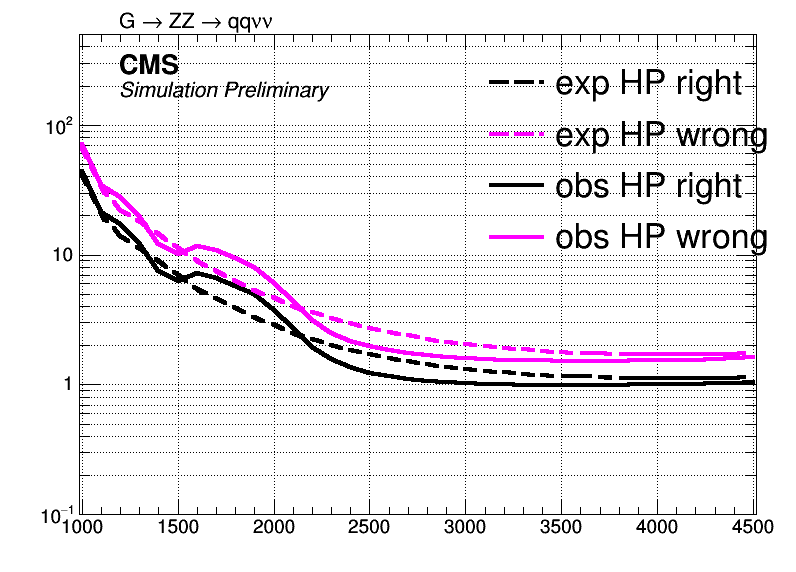 G → ZZ → qqνν
CMS
Simulation Preliminary
exp HP right
exp HP wrong
obs HP right
obs HP wrong
10²
10
1
10⁻¹
1000 1500 2000 2500 3000 3500 4000 4500